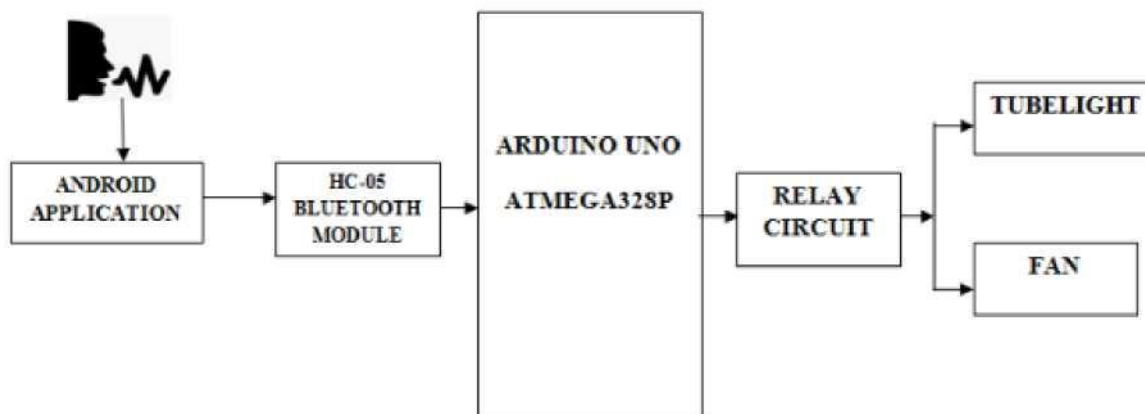 ANDROID
APPLICATION
HC-05
BLUETOOTH
MODULE
ARDUINO UNO
ATMEGA328P
RELAY
CIRCUIT
TUBELIGHT
FAN